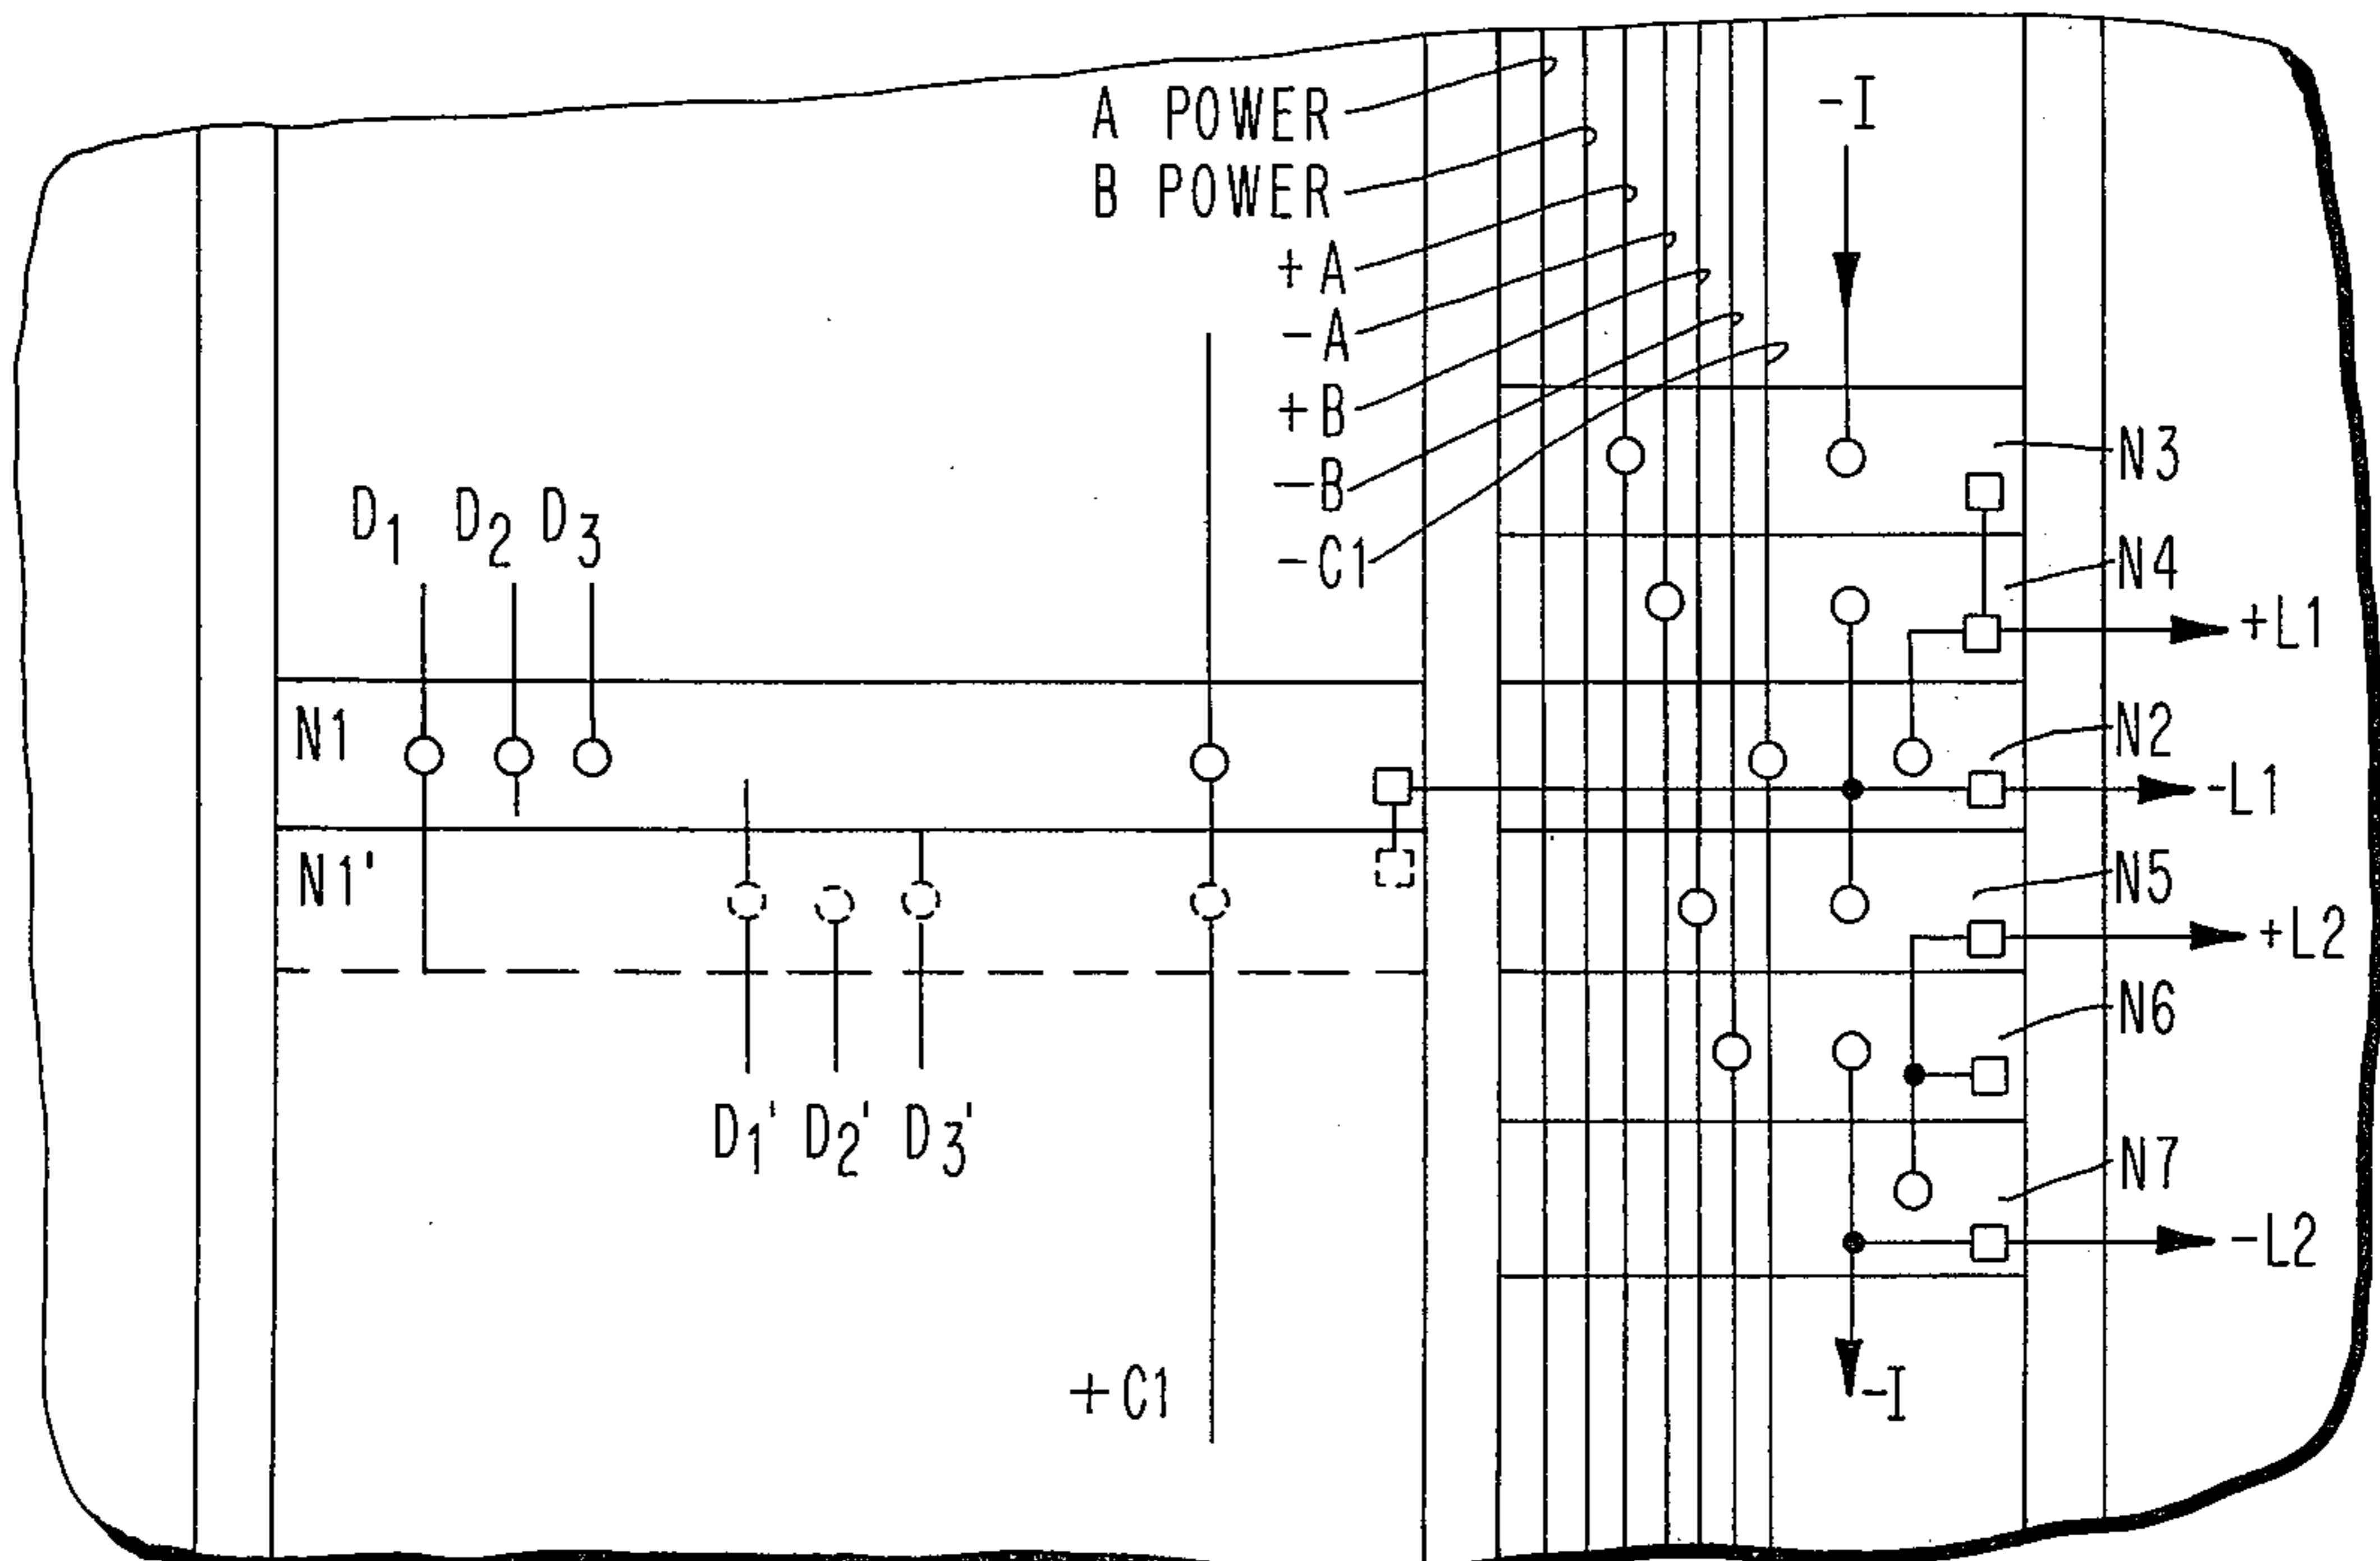 A POWER
B POWER
+A
-A
+B
-B
-C1
-I
D1 D2 D3
N3
N4
+L1
N1
N2
-L1
N1'
N5
+L2
N6
D1' D2' D3'
N7
-L2
+C1
-I